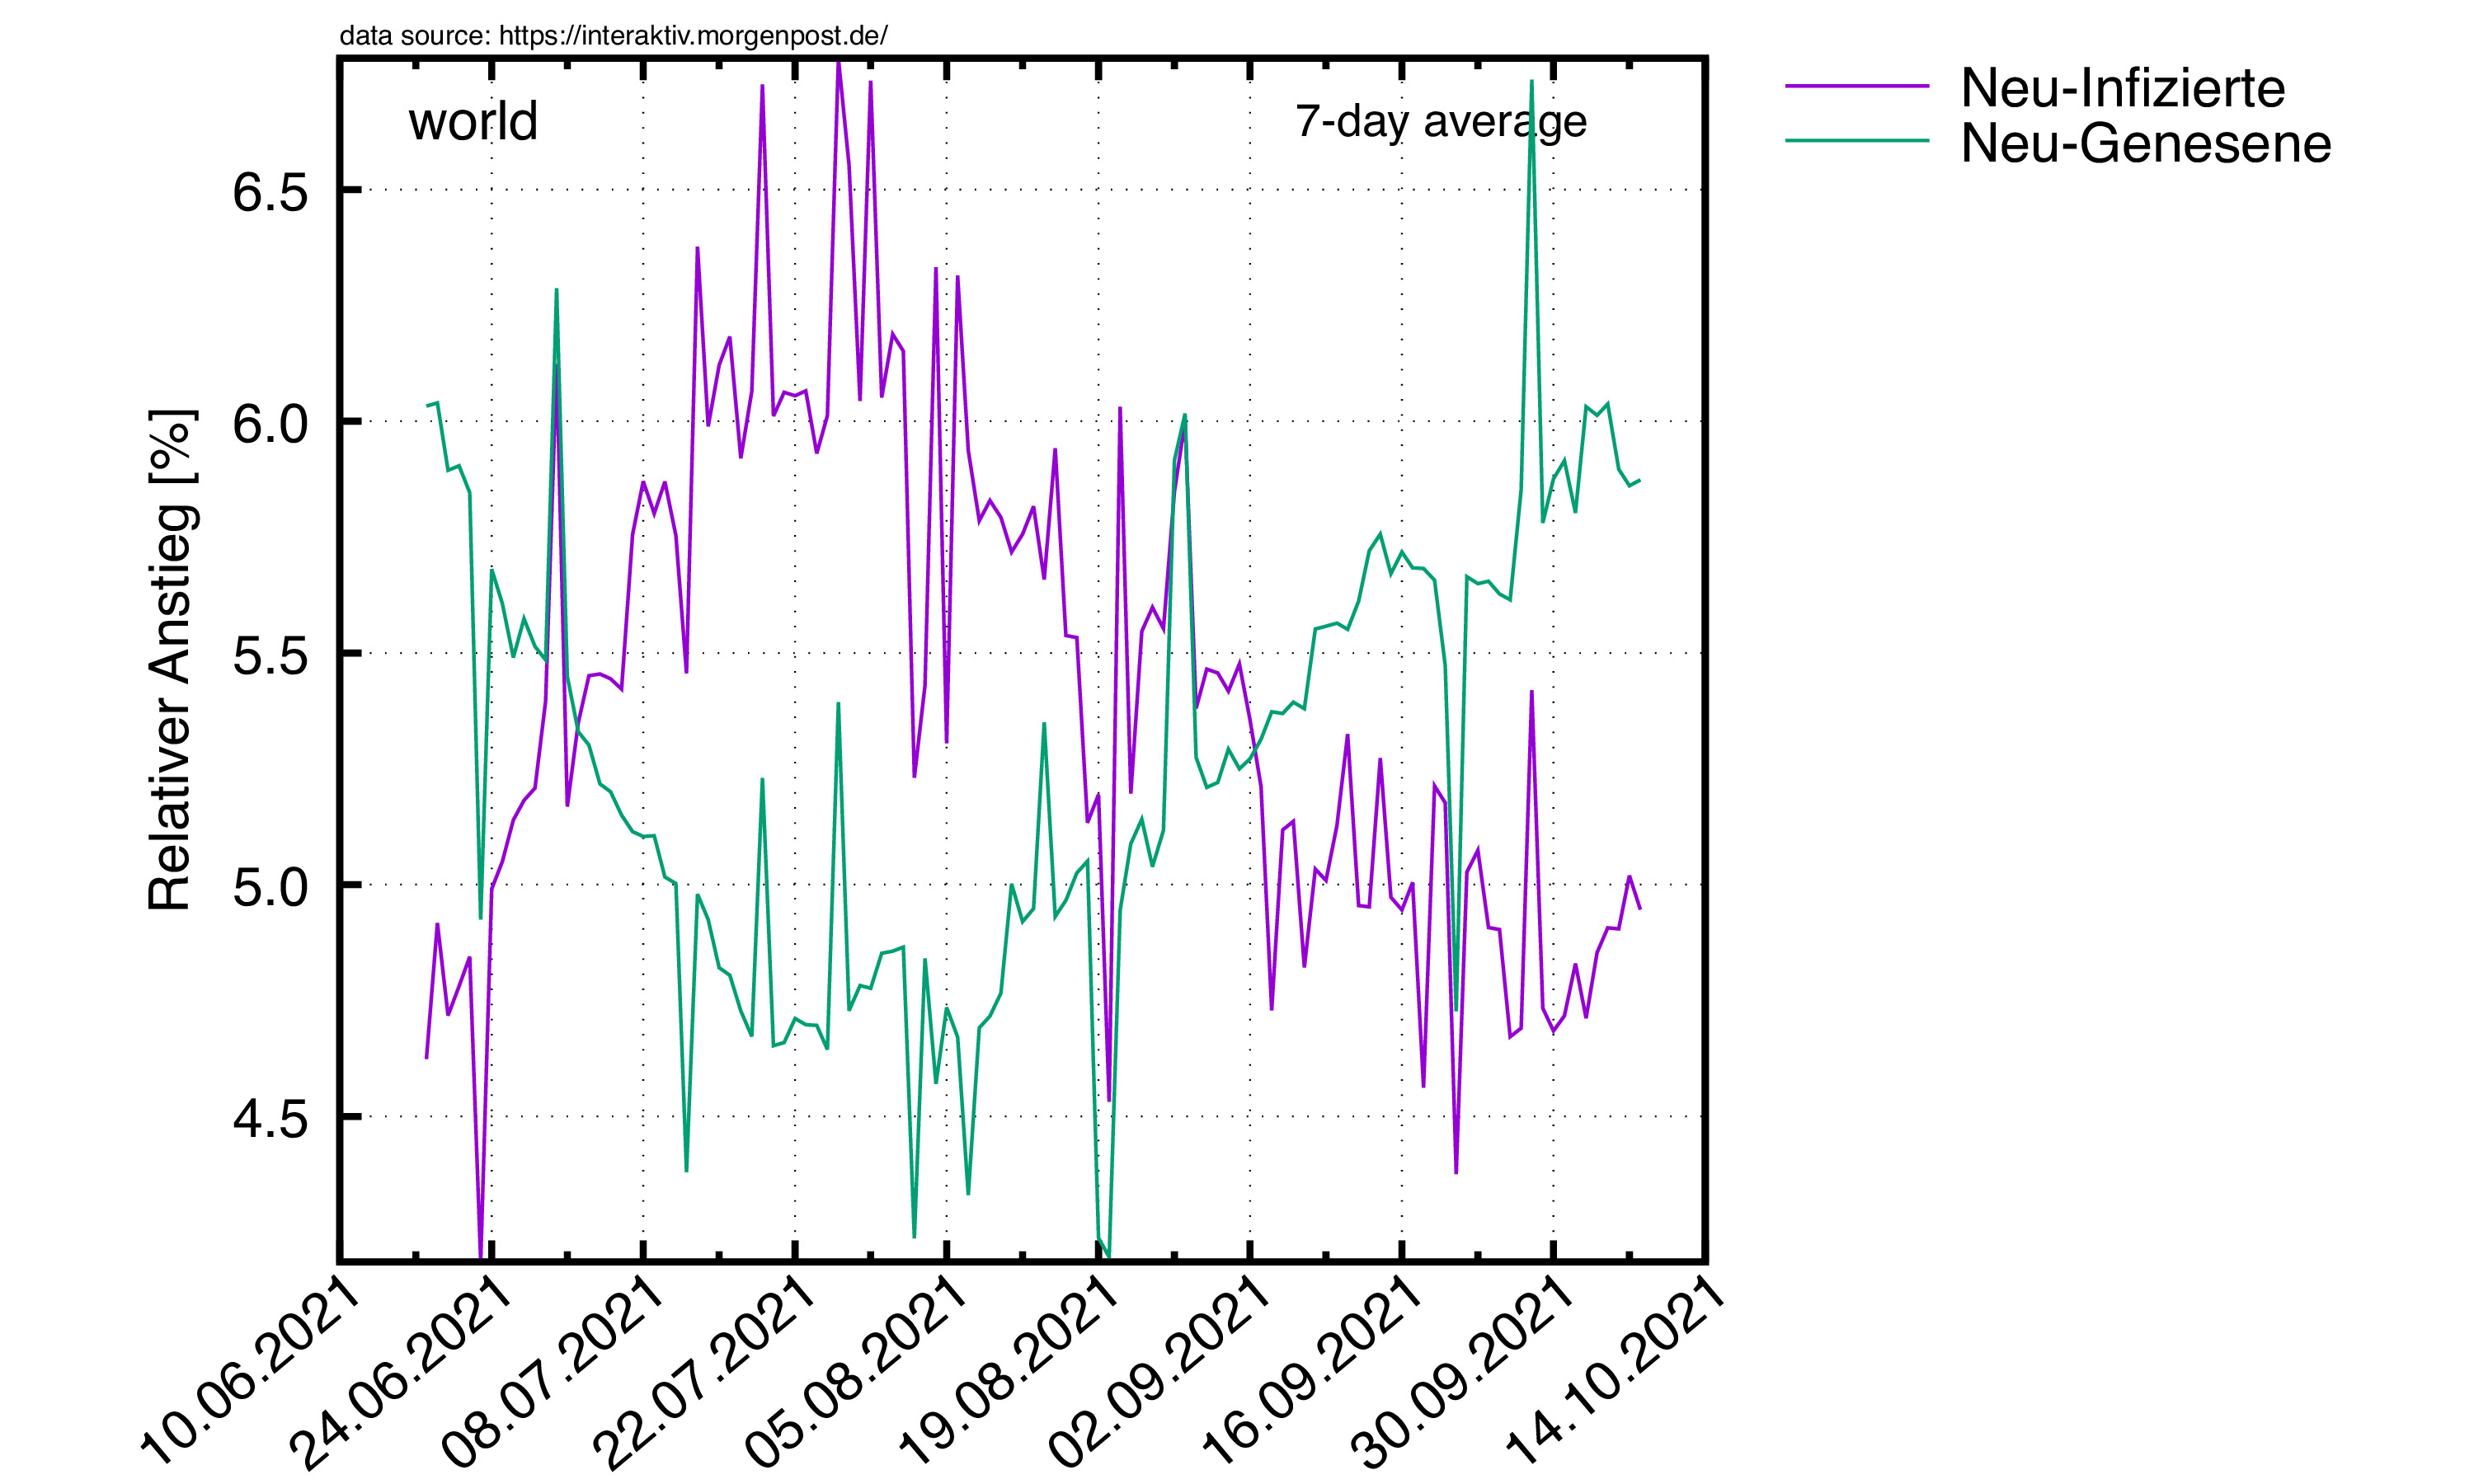 data source: https://interaktiv.morgenpost.de/
world
7-day average
Neu-Infizierte
Neu-Genesene
Relativer Anstieg [%]
6.5
6.0
5.5
5.0
4.5
10.06.2021
24.06.2021
08.07.2021
22.07.2021
05.08.2021
19.08.2021
02.09.2021
16.09.2021
30.09.2021
14.10.2021